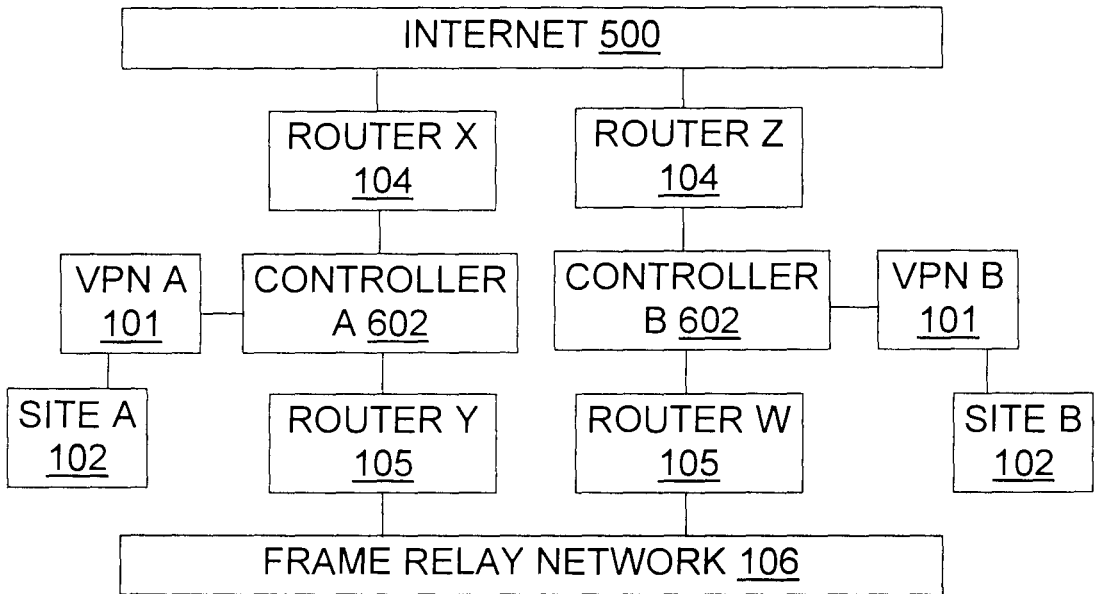 INTERNET 500
ROUTER X
104
ROUTER Z
104
VPN A
101
CONTROLLER
A 602
CONTROLLER
B 602
VPN B
101
SITE A
102
ROUTER Y
105
ROUTER W
105
SITE B
102
FRAME RELAY NETWORK 106